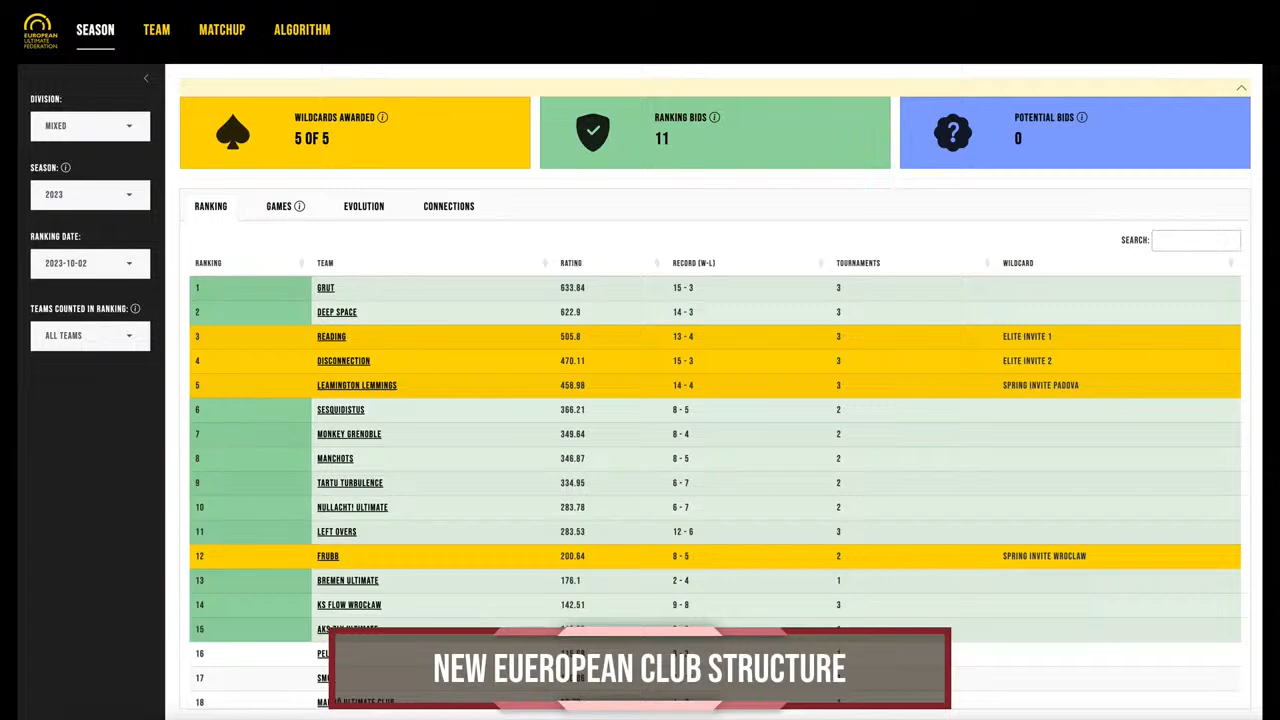 EUROPEAN
ULTIMATE
FEDERATION
SEASON TEAM MATCHUP ALGORITHM
DIVISION:
MIXED
SEASON:
2023
RANKING DATE:
2023-10-02
TEAMS COUNTED IN RANKING:
ALL TEAMS
WILDCARDS AWARDED
5 OF 5
RANKING BIDS
11
POTENTIAL BIDS
0
RANKING GAMES EVOLUTION CONNECTIONS
SEARCH:
RANKING TEAM RATING RECORD (W-L) TOURNAMENTS WILDCARD
1 GRUT 633.84 15 - 3 3
2 DEEP SPACE 622.9 14 - 3 3
3 READING 505.8 13 - 4 3 ELITE INVITE 1
4 DISCONNECTION 470.11 15 - 3 3 ELITE INVITE 2
5 LEAMINGTON LEMMINGS 458.98 14 - 4 3 SPRING INVITE PADOVA
6 SESQUIDISTUS 366.21 8 - 5 2
7 MONKEY GRENOBLE 349.64 8 - 4 2
8 MANCHOTS 346.87 8 - 5 2
9 TARTU TURBULENCE 334.95 6 - 7 2
10 NULLACHT! ULTIMATE 283.78 6 - 7 2
11 LEFT OVERS 283.53 12 - 6 3
12 FRUBB 200.64 8 - 5 2 SPRING INVITE WROCLAW
13 BREMEN ULTIMATE 176.1 2 - 4 1
14 KS FLOW WROCŁAW 142.51 9 - 8 3
15
16
17
18
NEW EUEROPEAN CLUB STRUCTURE